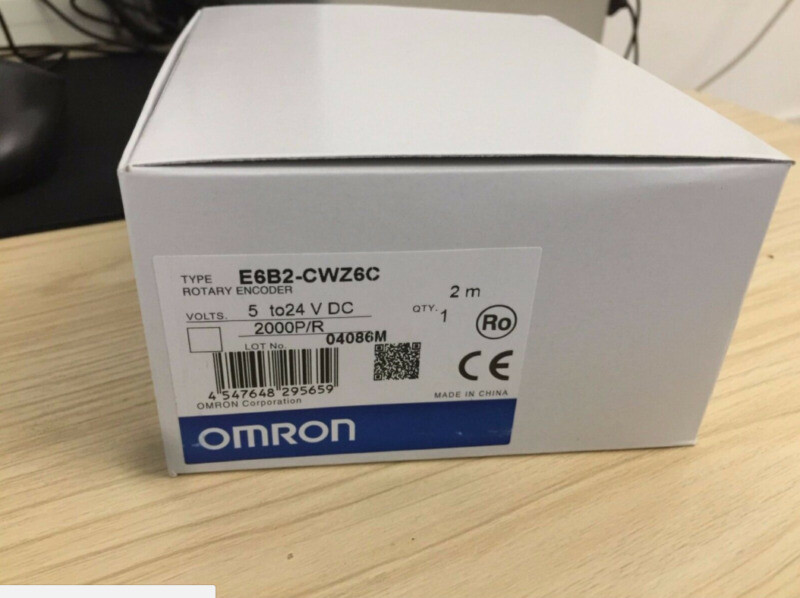 TYPE E6B2-CWZ6C
ROTARY ENCODER
2 m
VOLTS. 5 to24 V DC
QTY. 1
2000P/R
Ro
LOT No. 04086M
CE
4 547648 295659
MADE IN CHINA
OMRON Corporation
OMRON